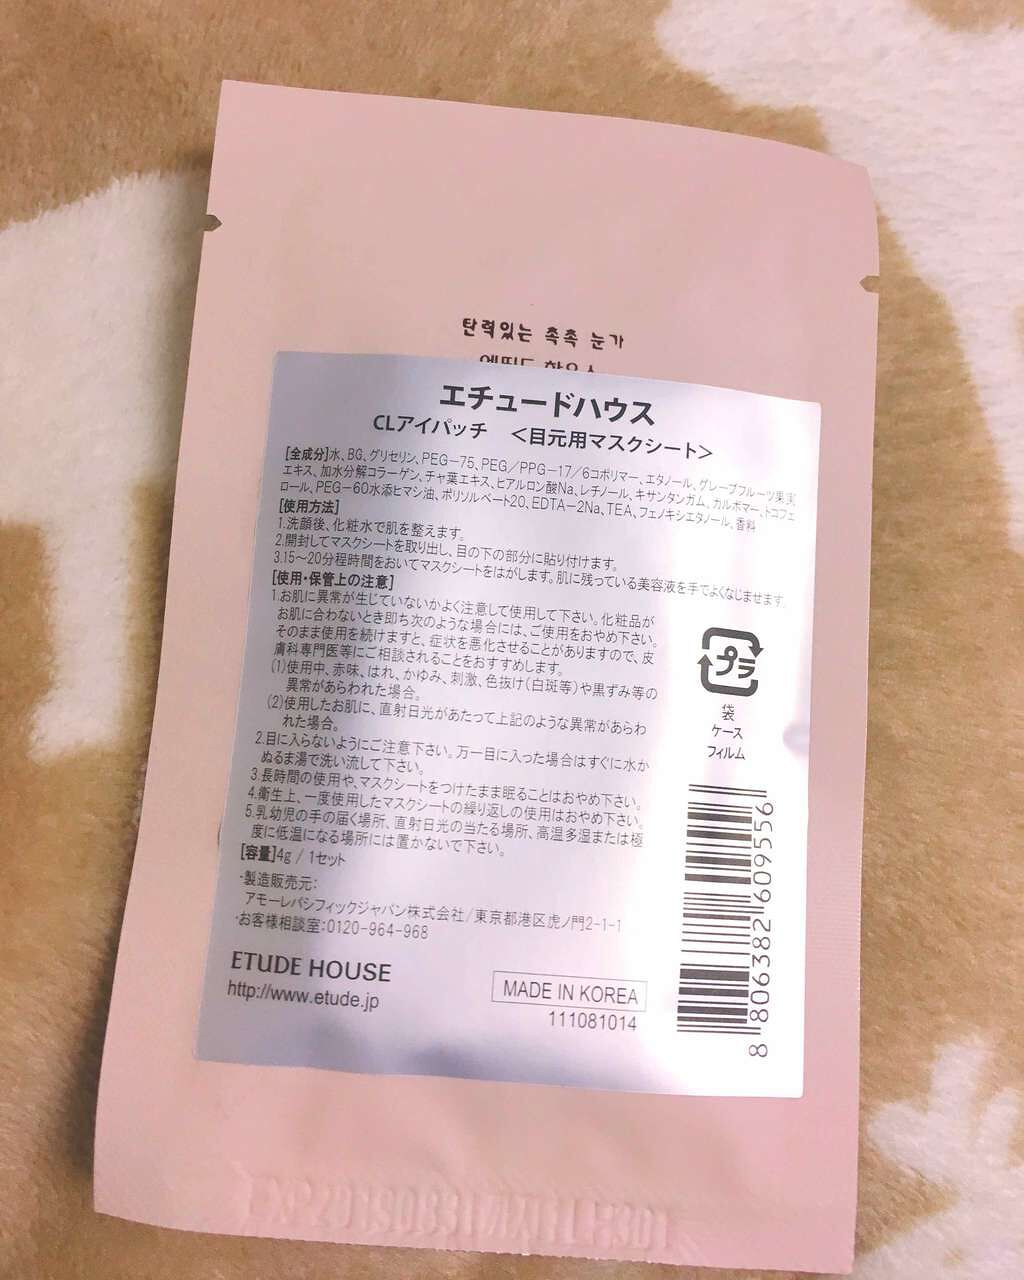 탄력있는 촉촉 눈가
エチュードハウス
CLアイパッチ <目元用マスクシート>
[全成分]水、BG、グリセリン、PEG-75、PEG/PPG-17/6コポリマー、エタノール、グレープフルーツ果実
エキス、加水分解コラーゲン、チャ葉エキス、ヒアルロン酸Na、レチノール、キサンタンガム、カルボマー、トコフェ
ロール、PEG-60水添ヒマシ油、ポリソルベート20、EDTA-2Na、TEA、フェノキシエタノール、香料
[使用方法]
1.洗顔後、化粧水で肌を整えます。
2.開封してマスクシートを取り出し、目の下の部分に貼り付けます。
3.15~20分程時間をおいてマスクシートをはがします。肌に残っている美容液を手でよくなじませます。
[使用・保管上の注意]
1.お肌に異常が生じていないかよく注意して使用して下さい。化粧品が
お肌に合わないとき即ち次のような場合には、ご使用をおやめ下さい。
そのまま使用を続けますと、症状を悪化させることがありますので、皮
膚科専門医等にご相談されることをおすすめします。
(1)使用中、赤味、はれ、かゆみ、刺激、色抜け(白斑等)や黒ずみ等の
異常があらわれた場合。
(2)使用したお肌に、直射日光があたって上記のような異常があらわ
れた場合。
2.目に入らないようにご注意下さい。万一目に入った場合はすぐに水か
ぬるま湯で洗い流して下さい。
3.長時間の使用や、マスクシートをつけたまま眠ることはおやめ下さい。
4.衛生上、一度使用したマスクシートの繰り返しの使用はおやめ下さい。
5.乳幼児の手の届く場所、直射日光の当たる場所、高温多湿または極
度に低温になる場所には置かないで下さい。
[容量]4g / 1セット
・製造販売元:
アモーレパシフィックジャパン株式会社/東京都港区虎ノ門2-1-1
・お客様相談室:0120-964-968
ETUDE HOUSE
http://www.etude.jp
MADE IN KOREA
111081014
プラ
袋
ケース
フィルム
8 806382 609556